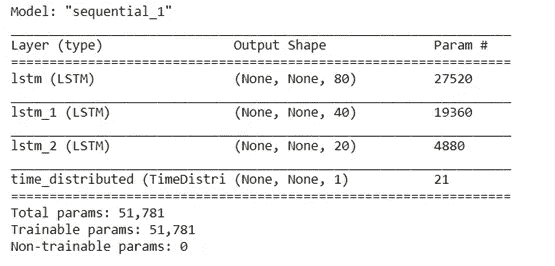 Model: "sequential_1"
Layer (type) Output Shape Param #
lstm (LSTM) (None, None, 80) 27520
lstm_1 (LSTM) (None, None, 40) 19360
lstm_2 (LSTM) (None, None, 20) 4880
time_distributed (TimeDistri (None, None, 1) 21
Total params: 51,781
Trainable params: 51,781
Non-trainable params: 0